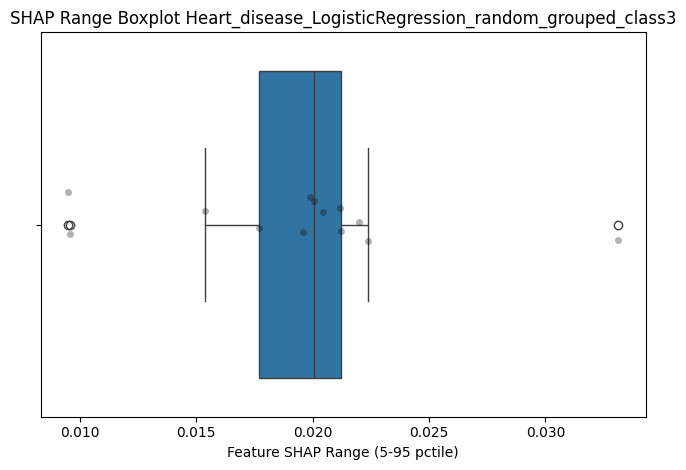 SHAP Range Boxplot Heart_disease_LogisticRegression_random_grouped_class3
0.010 0.015 0.020 0.025 0.030
Feature SHAP Range (5-95 pctile)